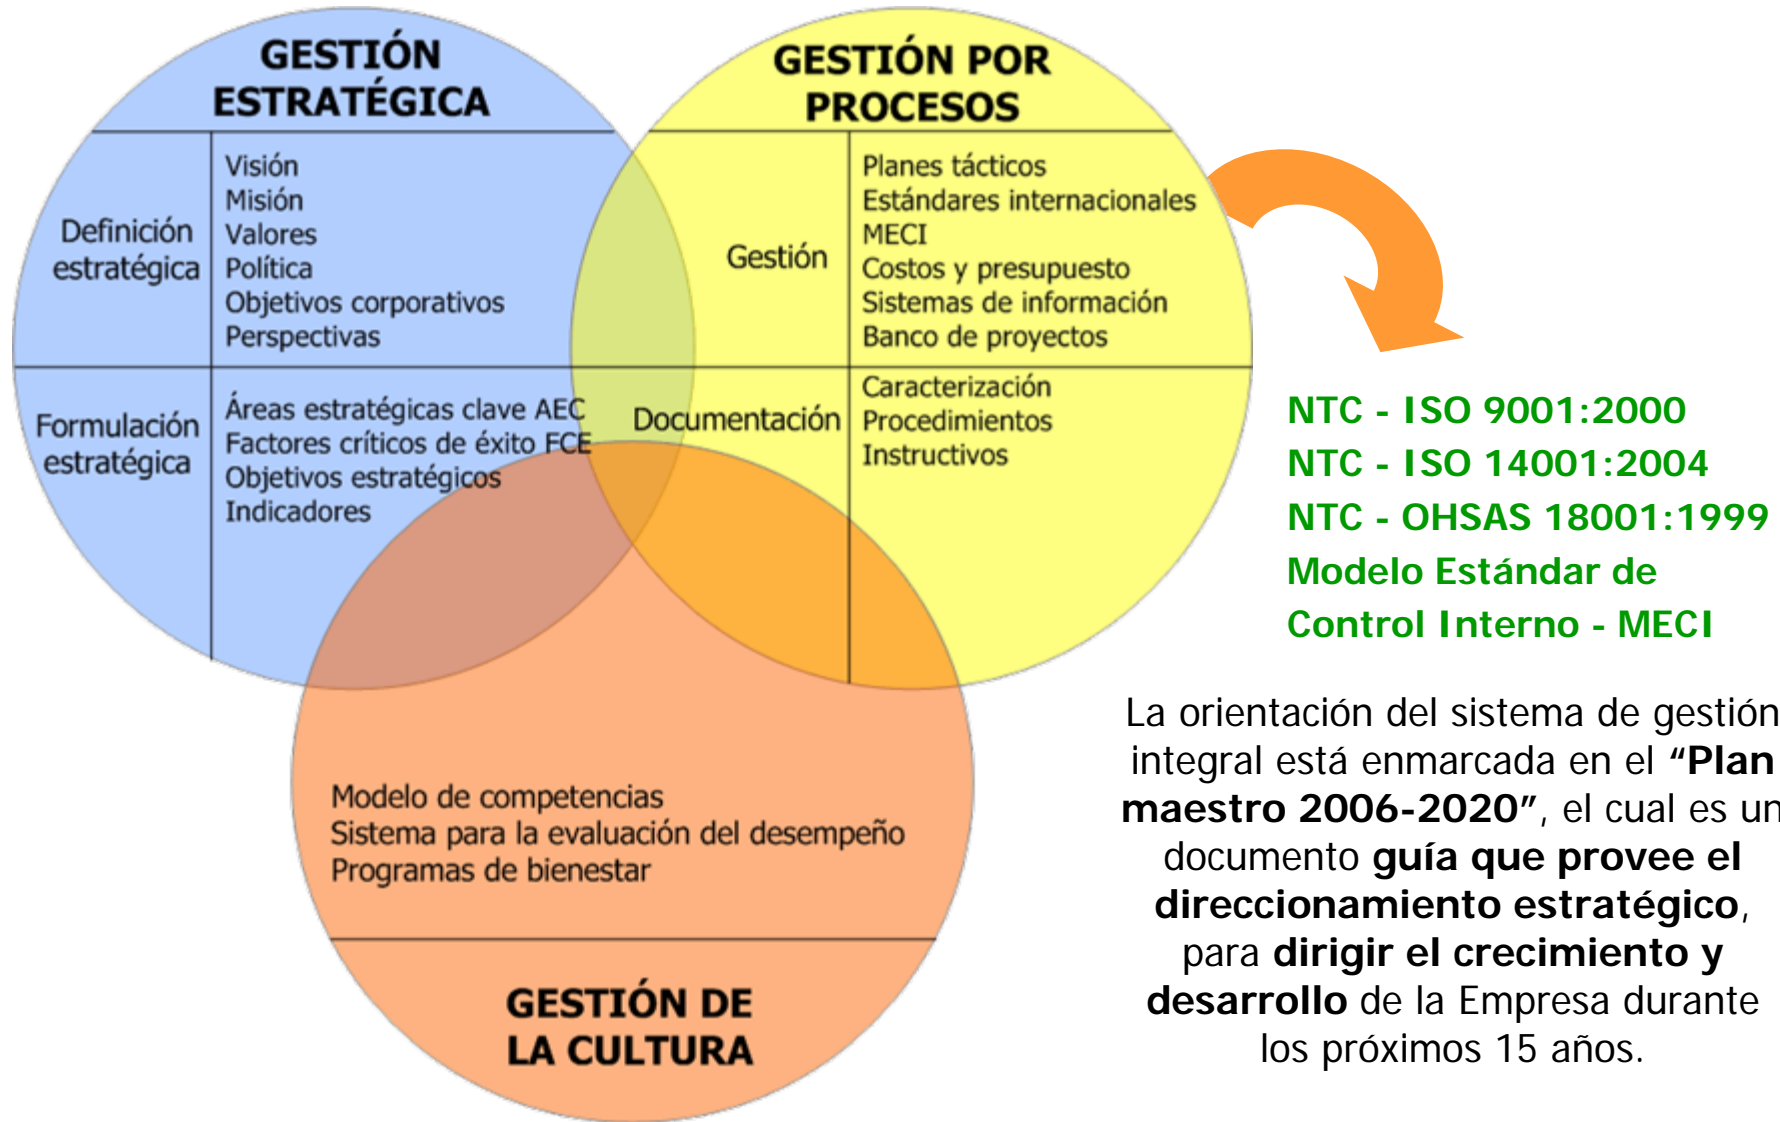 GESTIÓN
ESTRATÉGICA
Definición
estratégica
Visión
Misión
Valores
Política
Objetivos corporativos
Perspectivas
Formulación
estratégica
Áreas estratégicas clave AEC
Factores críticos de éxito FCE
Objetivos estratégicos
Indicadores
GESTIÓN POR
PROCESOS
Gestión
Planes tácticos
Estándares internacionales
MECI
Costos y presupuesto
Sistemas de información
Banco de proyectos
Documentación
Caracterización
Procedimientos
Instructivos
Modelo de competencias
Sistema para la evaluación del desempeño
Programas de bienestar
GESTIÓN DE
LA CULTURA
NTC - ISO 9001:2000
NTC - ISO 14001:2004
NTC - OHSAS 18001:1999
Modelo Estándar de
Control Interno - MECI
La orientación del sistema de gestión
integral está enmarcada en el “Plan
maestro 2006-2020”, el cual es un
documento guía que provee el
direccionamiento estratégico,
para dirigir el crecimiento y
desarrollo de la Empresa durante
los próximos 15 años.